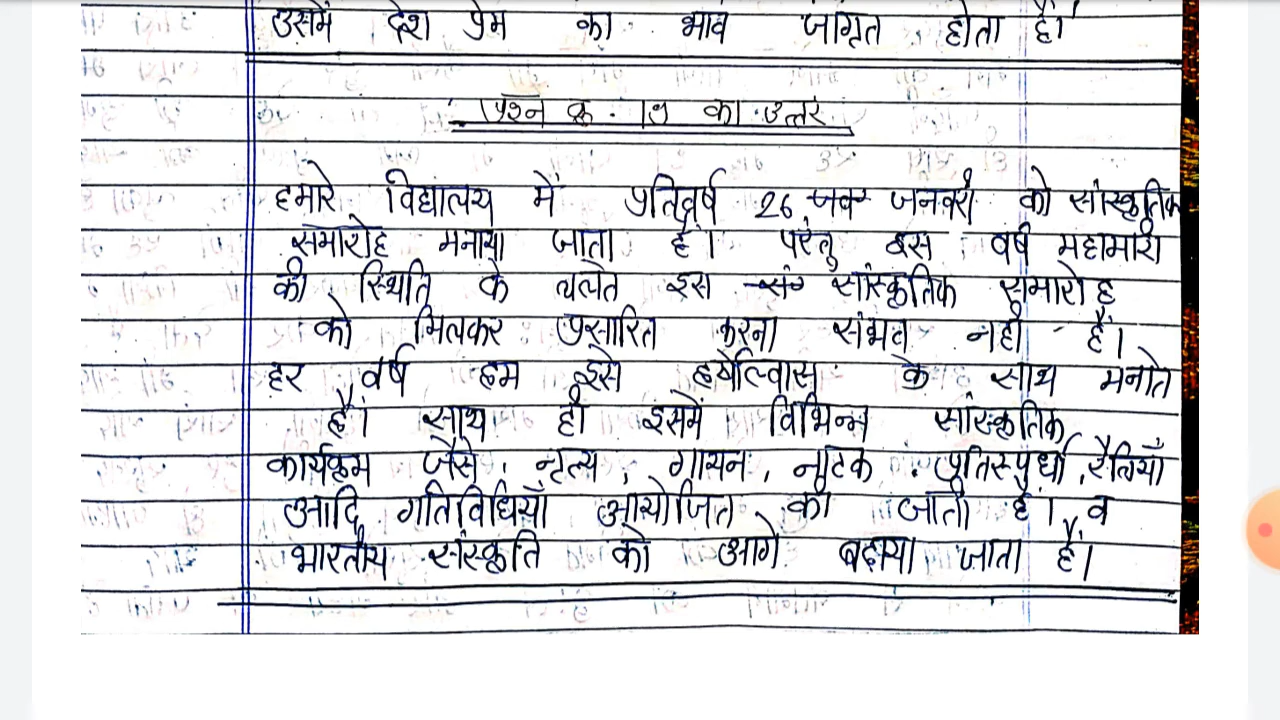 उसमें देश प्रेम का भाव जागृत होता है।
प्रश्न क्र. 19 का उत्तर
हमारे विद्यालय में प्रतिवर्ष 26 जनवरी को सांस्कृतिक
समारोह मनाया जाता है। परंतु इस वर्ष महामारी
की स्थिति के चलते इस सांस्कृतिक समारोह
को मिलकर प्रसारित करना संभव नहीं है।
हर वर्ष हम इसे हर्षोल्लास के साथ मनाते
है। साथ ही इसमें विभिन्न सांस्कृतिक
कार्यक्रम जैसे, नृत्य, गायन, नाटक प्रतिस्पर्धा, रैलियाँ
आदि गतिविधियाँ आयोजित की जाती है। व
भारतीय संस्कृति को आगे बढ़ाया जाता है।